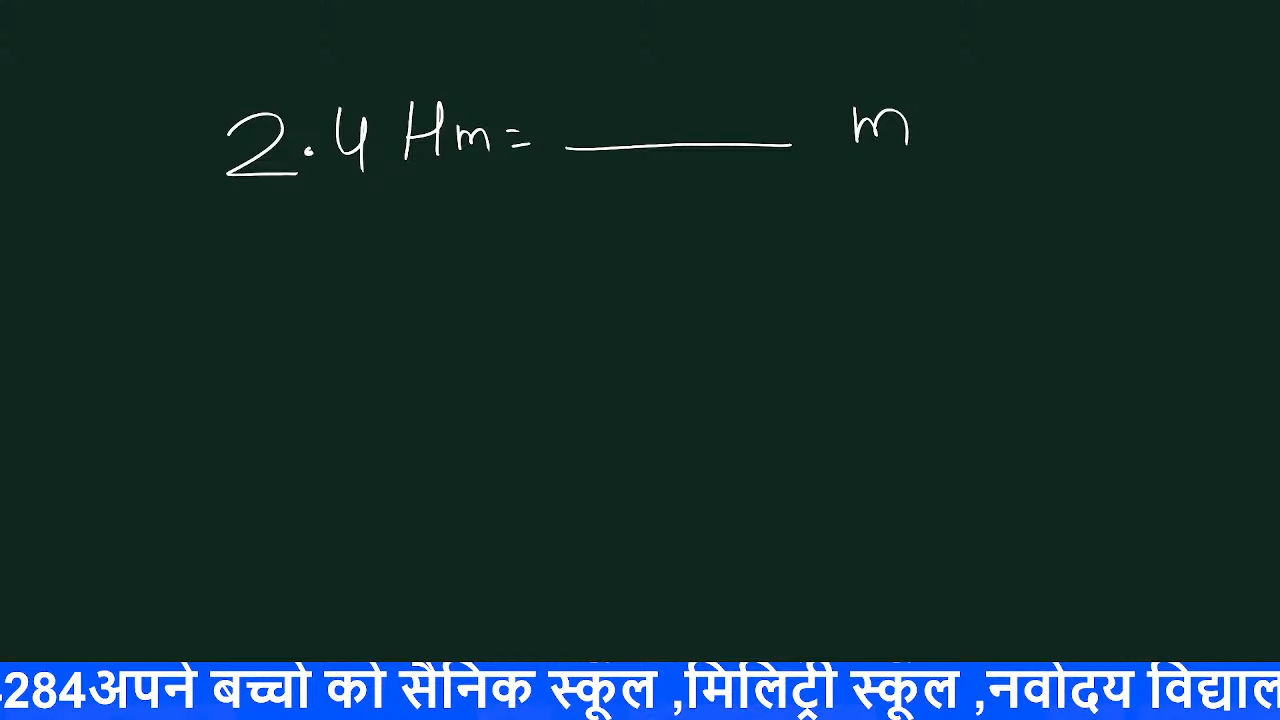 2.4 Hm = ______ m
284अपने बच्चो को सैनिक स्कूल ,मिलिट्री स्कूल ,नवोदय विद्याल